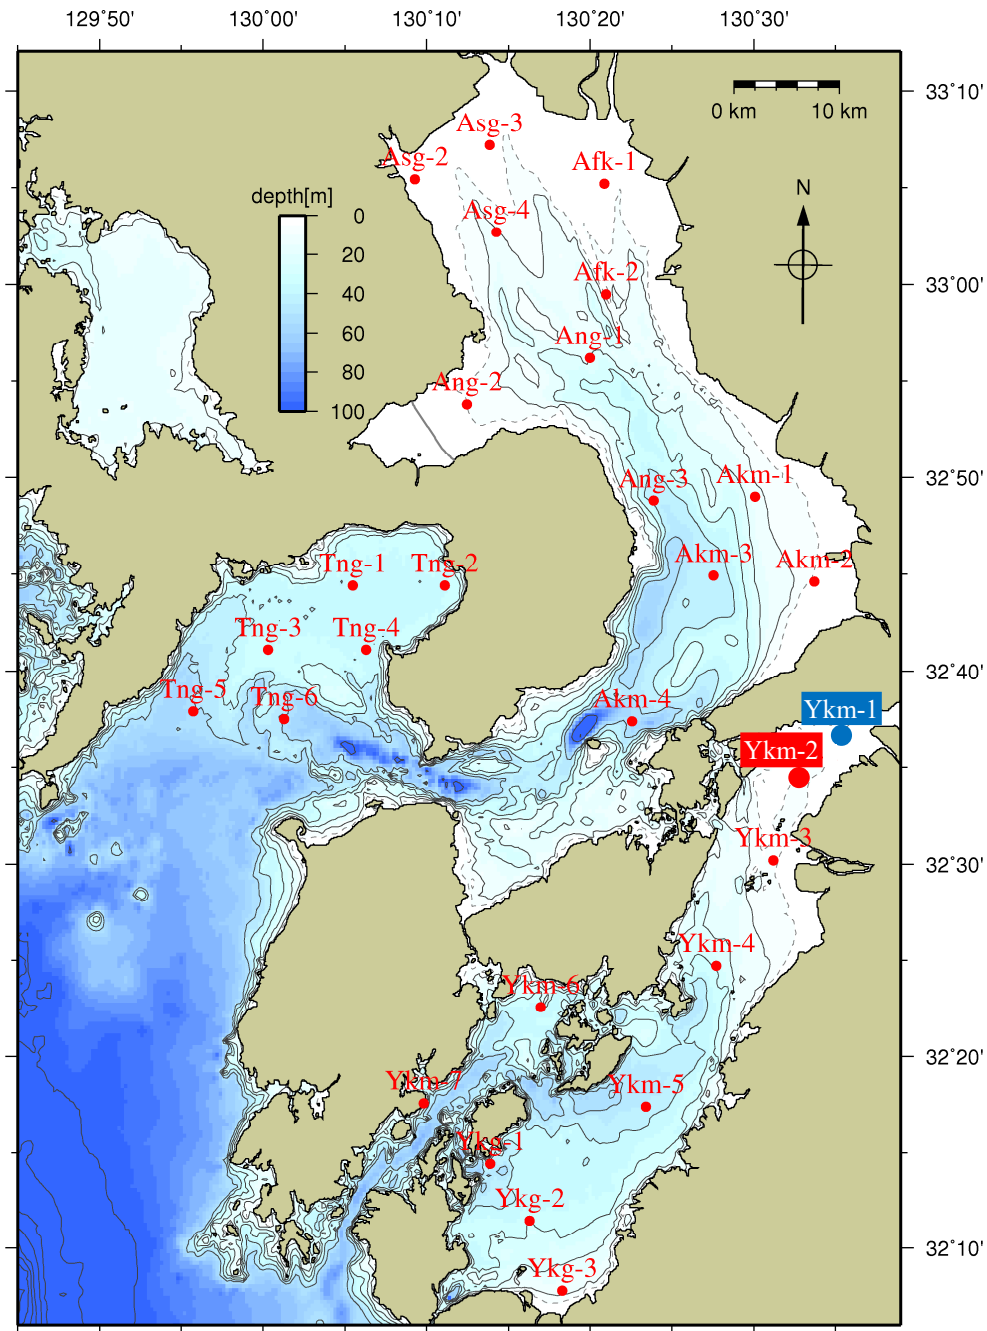 129˚50' 130˚00' 130˚10' 130˚20' 130˚30'
33˚10'
0 km 10 km
Asg-3
Asg-2
Afk-1
depth[m]
0
20
40
60
80
100
N
Asg-4
Afk-2
33˚00'
Ang-1
Ang-2
Ang-3
Akm-1
32˚50'
Tng-1
Tng-2
Akm-3
Akm-2
Tng-3
Tng-4
32˚40'
Tng-5
Tng-6
Akm-4
Ykm-1
Ykm-2
Ykm-3
32˚30'
Ykm-4
Ykm-6
32˚20'
Ykm-7
Ykm-5
Ykg-1
Ykg-2
32˚10'
Ykg-3